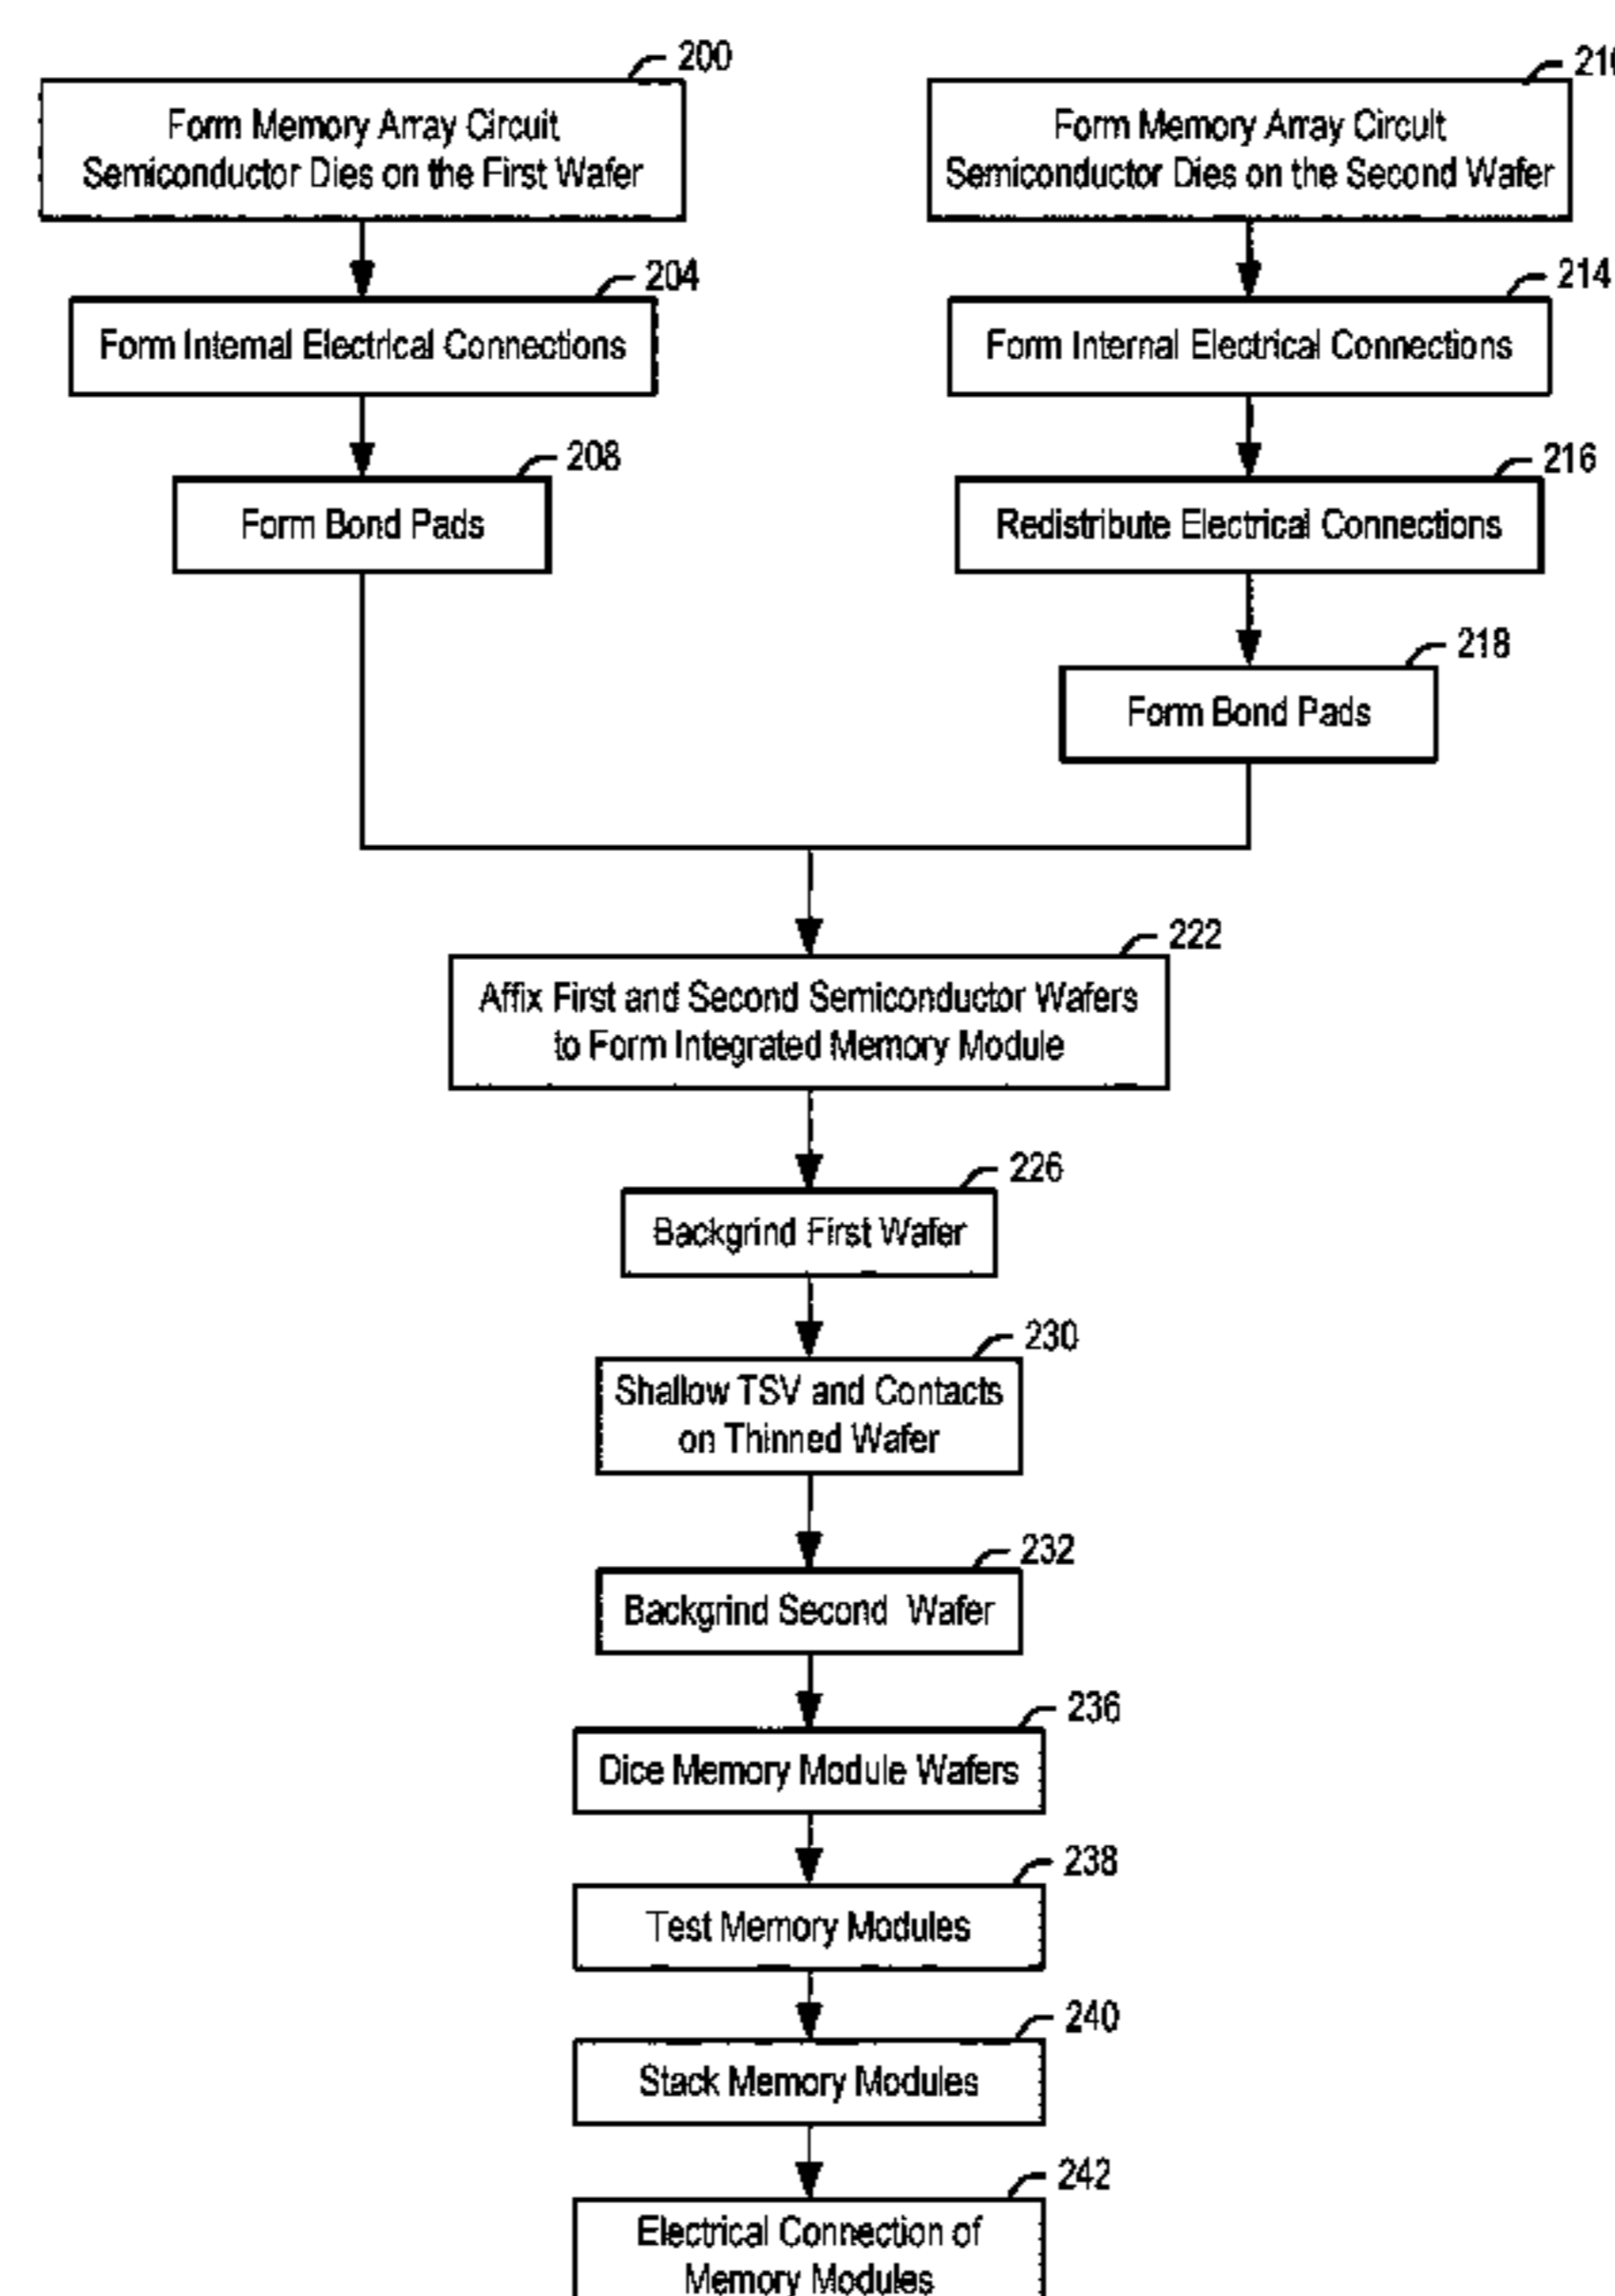 200
Form Memory Array Circuit
Semiconductor Dies on the First Wafer
204
Form Internal Electrical Connections
208
Form Bond Pads
210
Form Memory Array Circuit
Semiconductor Dies on the Second Wafer
214
Form Internal Electrical Connections
216
Redistribute Electrical Connections
218
Form Bond Pads
222
Affix First and Second Semiconductor Wafers
to Form Integrated Memory Module
226
Backgrind First Wafer
230
Shallow TSV and Contacts
on Thinned Wafer
232
Backgrind Second Wafer
236
Dice Memory Module Wafers
238
Test Memory Modules
240
Stack Memory Modules
242
Electrical Connection of
Memory Modules